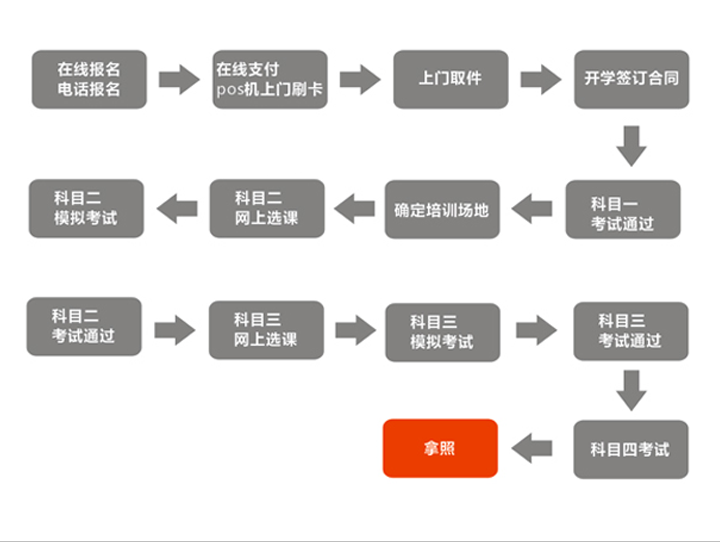 在线报名
电话报名
在线支付
pos机上门刷卡
上门取件
开学签订合同
科目一
考试通过
确定培训场地
科目二
网上选课
科目二
模拟考试
科目二
考试通过
科目三
网上选课
科目三
模拟考试
科目三
考试通过
科目四考试
拿照